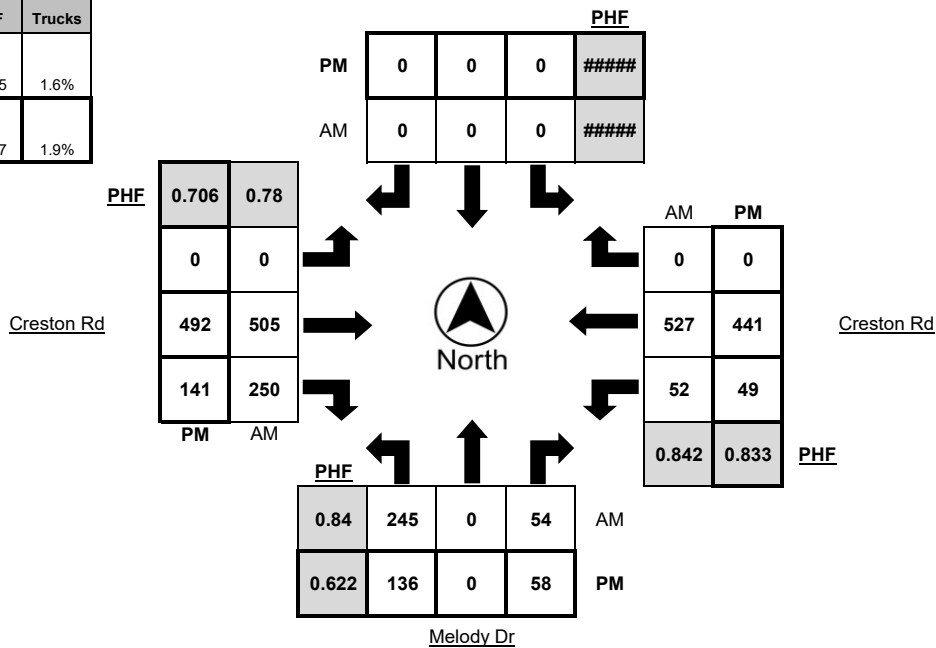 Trucks
1.6%
1.9%
PHF
PM 0 0 0 #####
AM 0 0 0 #####
PHF 0.706 0.78
0 0
Creston Rd 492 505
141 250
PM AM
North
AM PM
0 0
527 441 Creston Rd
52 49
0.842 0.833 PHF
PHF
0.84 245 0 54 AM
0.622 136 0 58 PM
Melody Dr